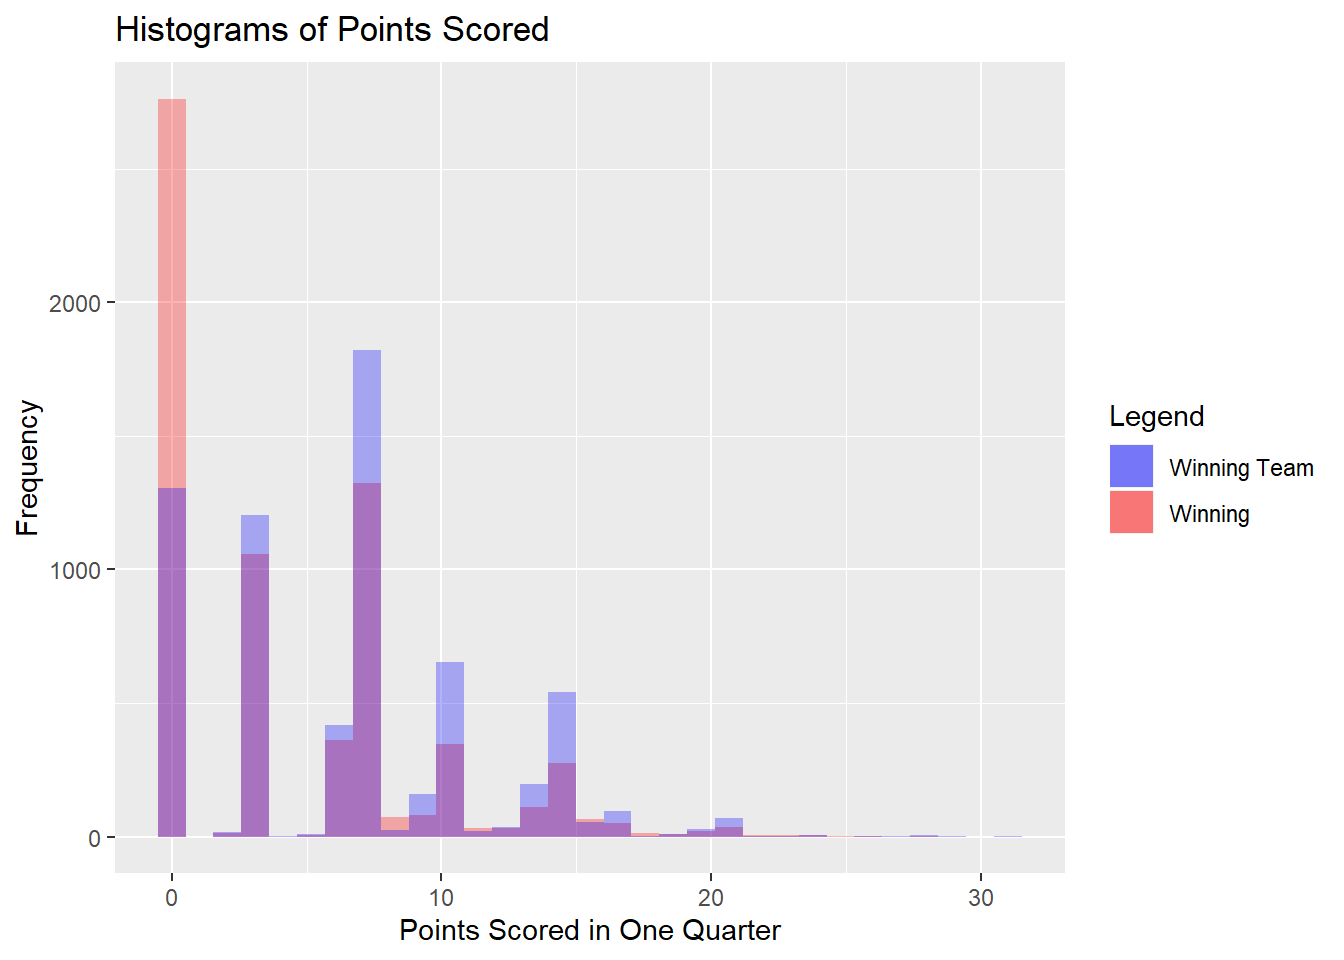 Histograms of Points Scored
Frequency
2000
1000
0
0 10 20 30
Points Scored in One Quarter
Legend
Winning Team
Winning